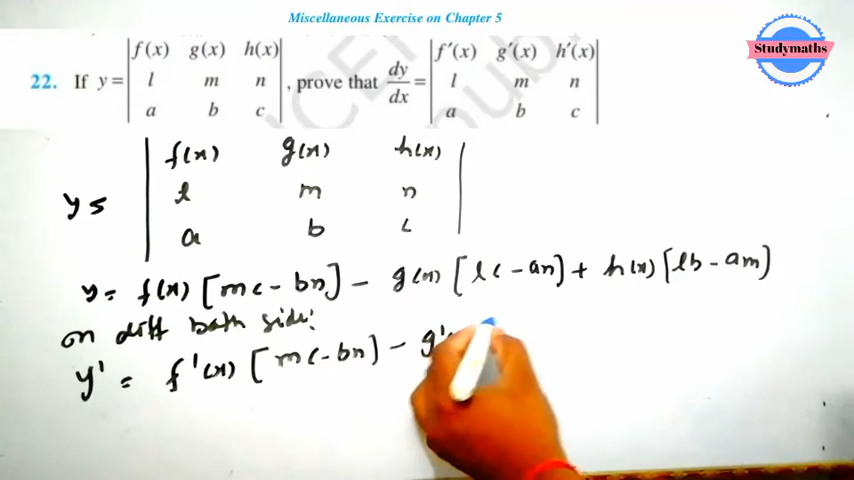 Miscellaneous Exercise on Chapter 5
Studymaths
22. If y = | f(x) g(x) h(x) |, prove that dy/dx = | f′(x) g′(x) h′(x) |
l m n l m n
a b c a b c
f(x) g(x) h(x)
y = l m n
a b c
y = f(x) [mc - bn] - g(x) [lc - an] + h(x) [lb - am]
on diff both side:
y' = f'(x) [mc - bn] - g'